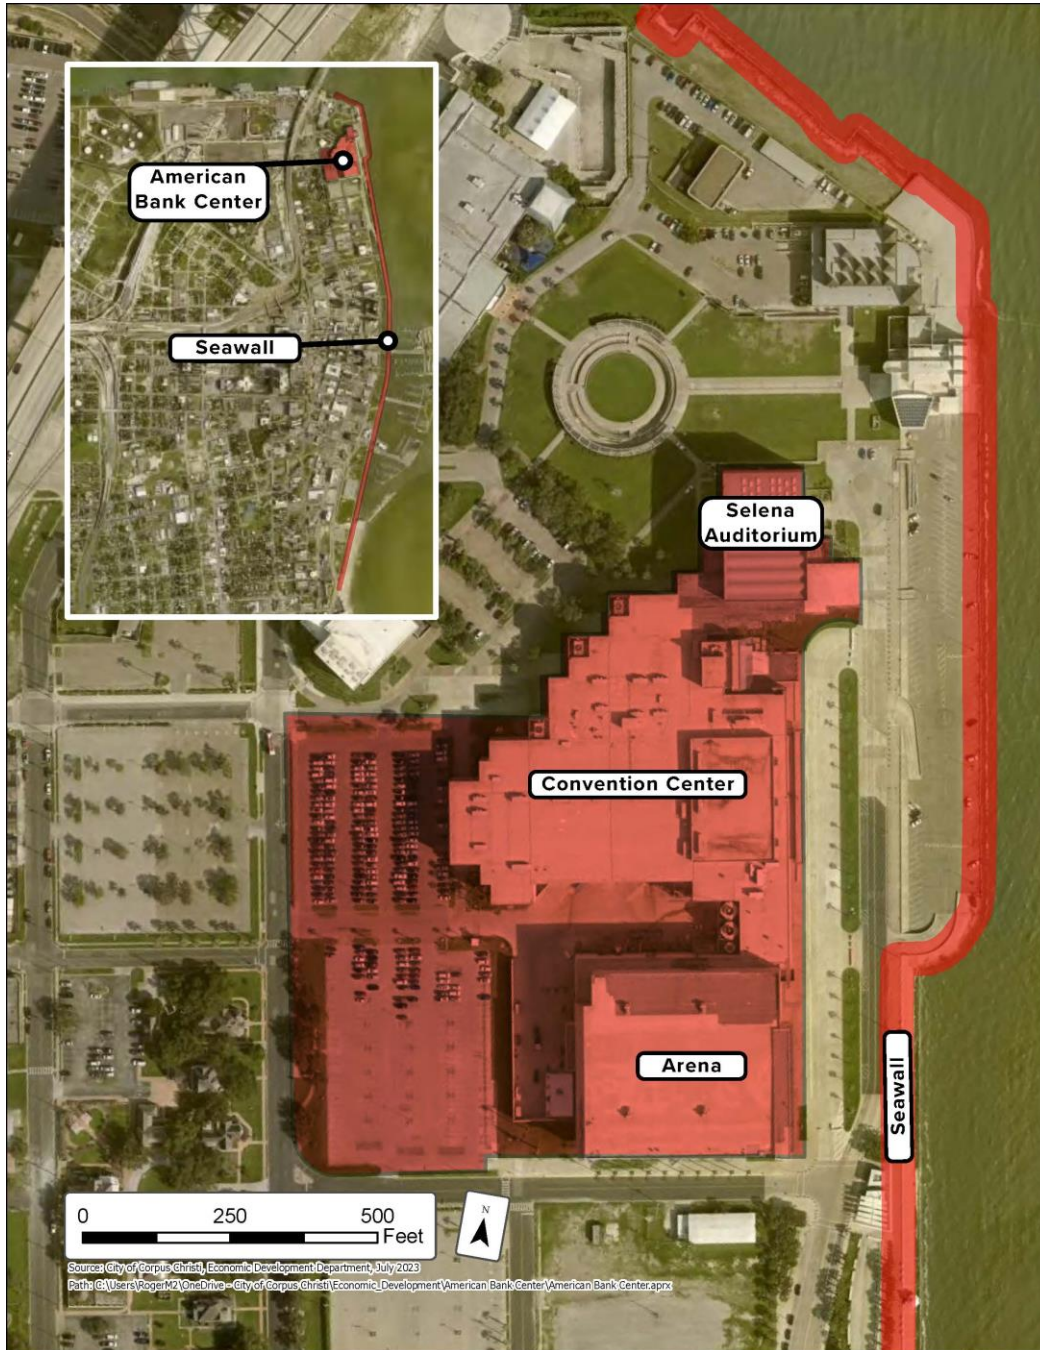 American
Bank Center
Seawall
Selena
Auditorium
Convention Center
Arena
Seawall
0 250 500
Feet
N
Source: City of Corpus Christi, Economic Development Department, July 2023
Path: C:\Users\RogerM2\OneDrive - City of Corpus Christi\Economic_Development\American Bank Center\American Bank Center.aprx